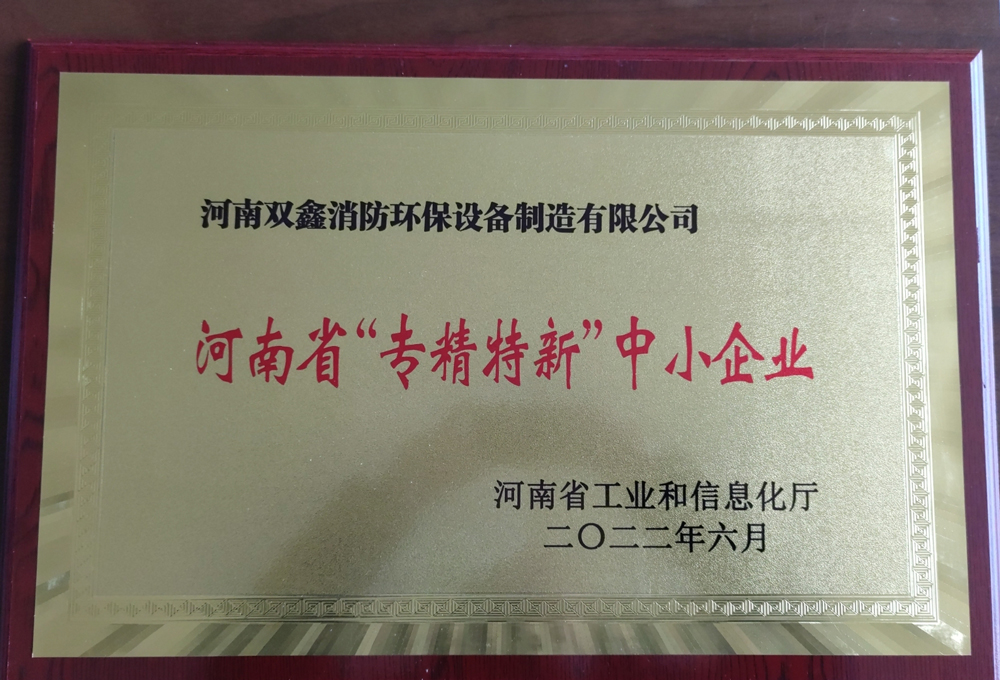 河南双鑫消防环保设备制造有限公司
河南省“专精特新”中小企业
河南省工业和信息化厅
二〇二二年六月